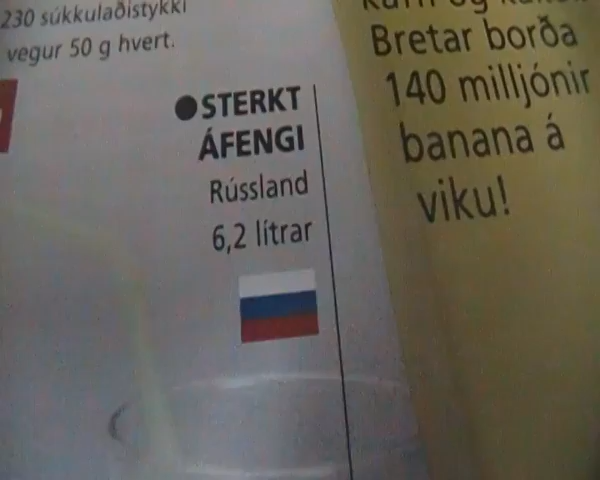 230 súkkulaðistykki
vegur 50 g hvert.
●STERKT
ÁFENGI
Rússland
6,2 lítrar
Bretar borða
140 milljónir
banana á
viku!